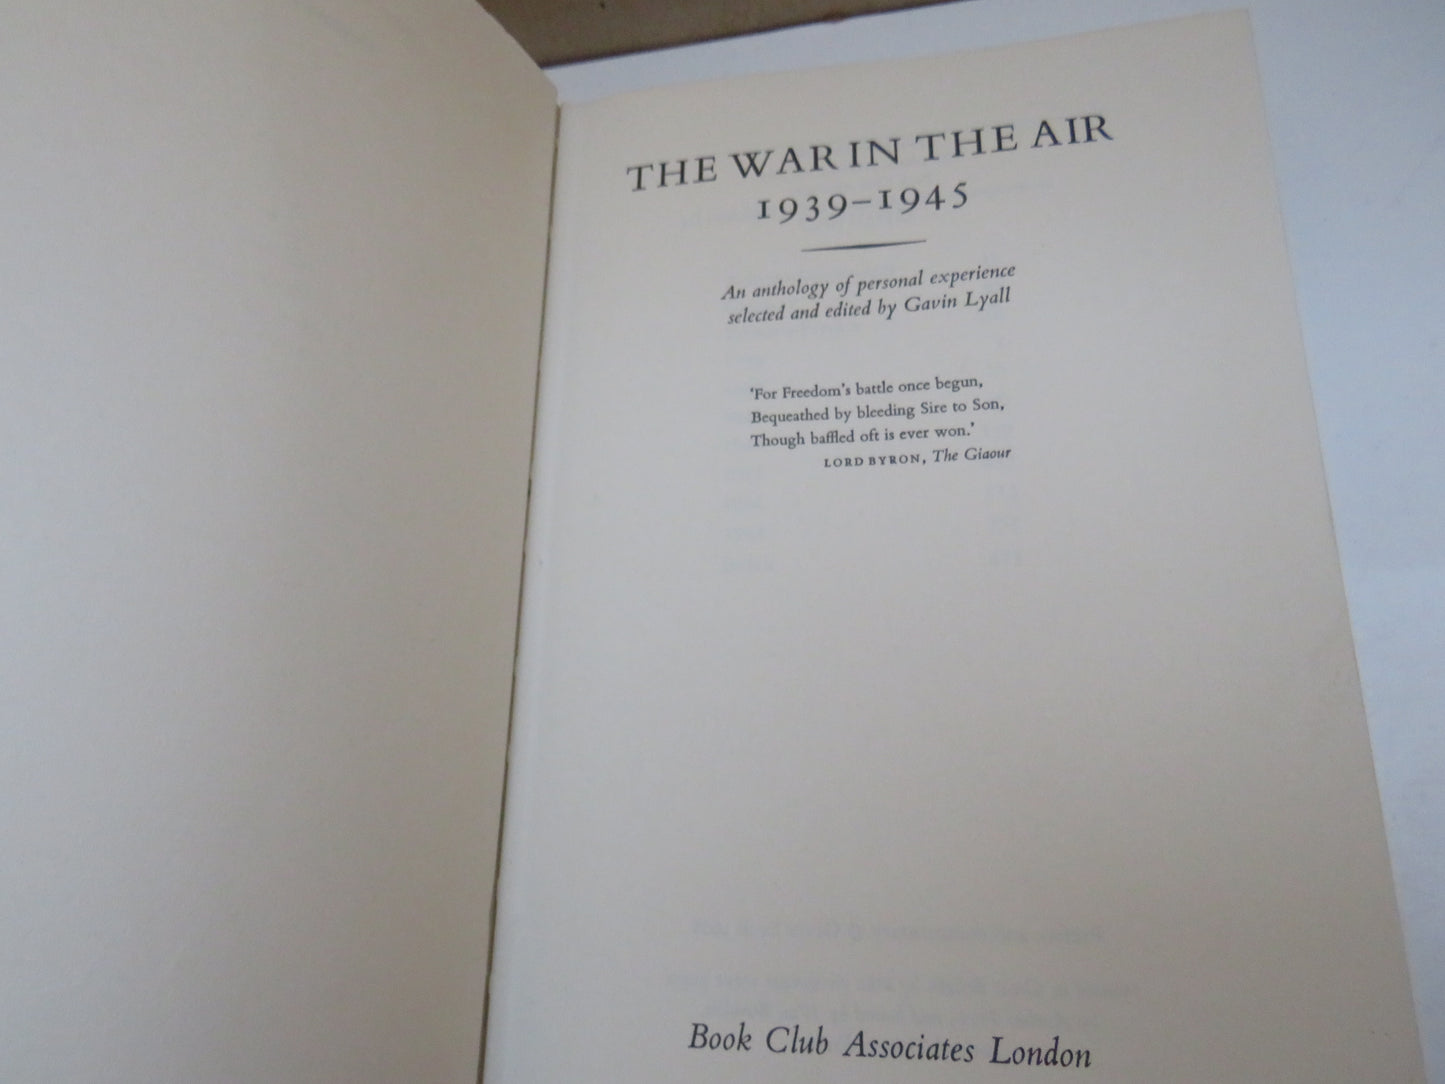 THE WAR IN THE AIR
1939–1945
An anthology of personal experience
selected and edited by Gavin Lyall
'For Freedom's battle once begun,
Bequeathed by bleeding Sire to Son,
Though baffled oft is ever won.'
LORD BYRON, The Giaour
Book Club Associates London